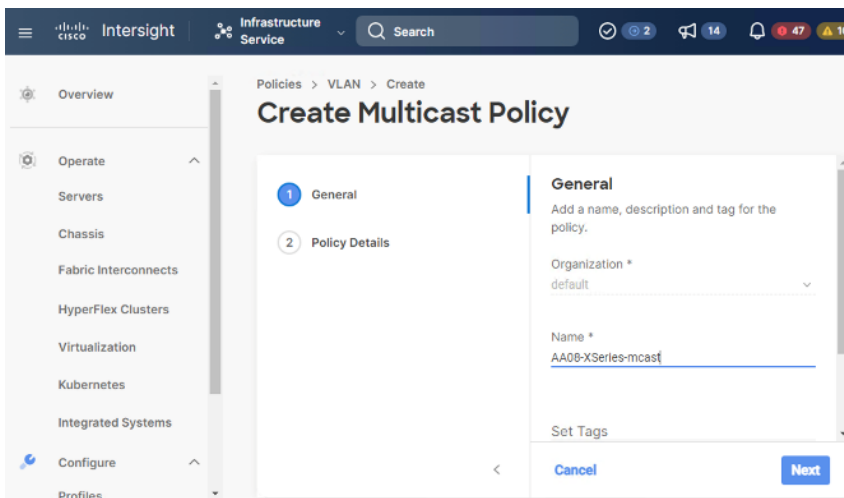 cisco Intersight
Infrastructure
Service
Search
2
14
47
Overview
Operate
Servers
Chassis
Fabric Interconnects
HyperFlex Clusters
Virtualization
Kubernetes
Integrated Systems
Configure
Profiles
Policies > VLAN > Create
Create Multicast Policy
1 General
2 Policy Details
General
Add a name, description and tag for the
policy.
Organization *
default
Name *
AA08-XSeries-mcast
Set Tags
Cancel
Next